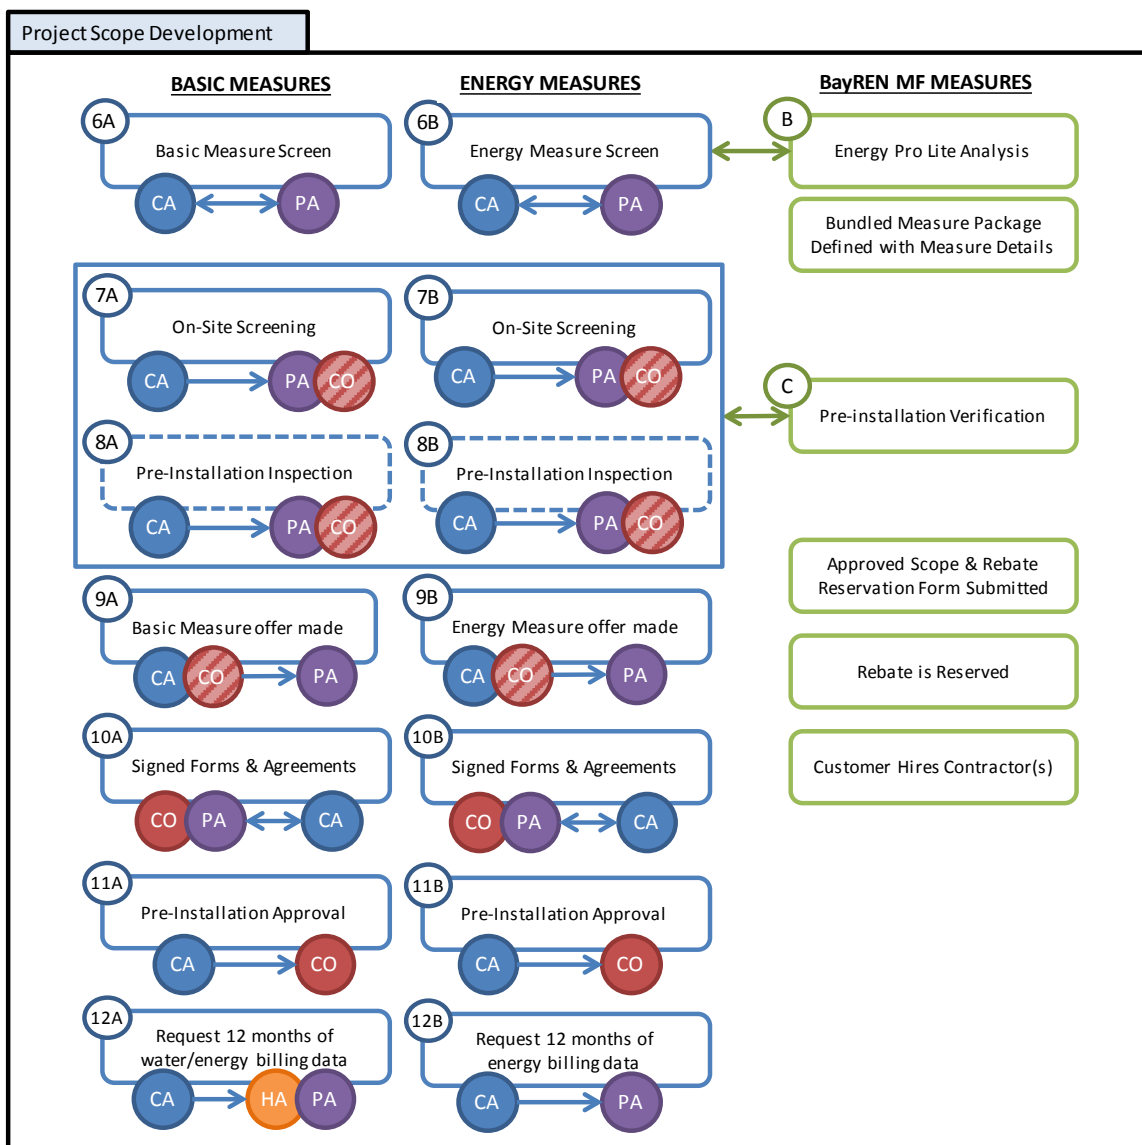 Project Scope Development
BASIC MEASURES
ENERGY MEASURES
BayREN MF MEASURES
6A
Basic Measure Screen
CA
PA
6B
Energy Measure Screen
CA
PA
B
Energy Pro Lite Analysis
Bundled Measure Package
Defined with Measure Details
7A
On-Site Screening
CA
PA
CO
7B
On-Site Screening
CA
PA
CO
C
Pre-installation Verification
8A
Pre-Installation Inspection
CA
PA
CO
8B
Pre-Installation Inspection
CA
PA
CO
Approved Scope & Rebate
Reservation Form Submitted
9A
Basic Measure offer made
CA
CO
PA
9B
Energy Measure offer made
CA
CO
PA
Rebate is Reserved
10A
Signed Forms & Agreements
CO
PA
CA
10B
Signed Forms & Agreements
CO
PA
CA
Customer Hires Contractor(s)
11A
Pre-Installation Approval
CA
CO
11B
Pre-Installation Approval
CA
CO
12A
Request 12 months of
water/energy billing data
CA
HA
PA
12B
Request 12 months of
energy billing data
CA
PA